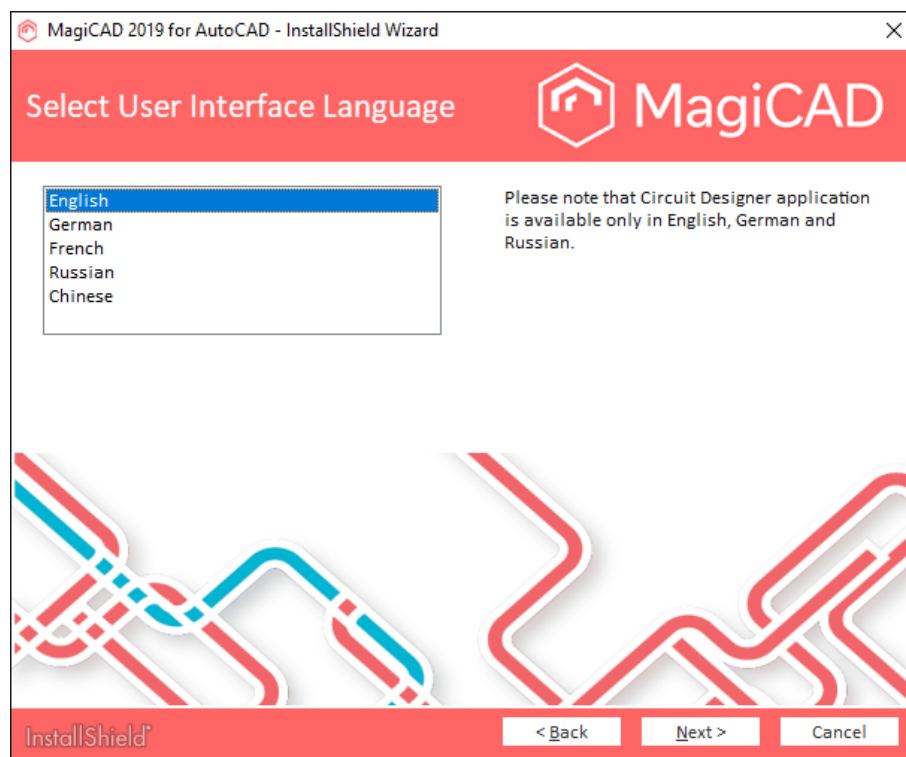 MagiCAD 2019 for AutoCAD - InstallShield Wizard
Select User Interface Language
MagiCAD
English
German
French
Russian
Chinese
Please note that Circuit Designer application
is available only in English, German and
Russian.
InstallShield
< Back
Next >
Cancel